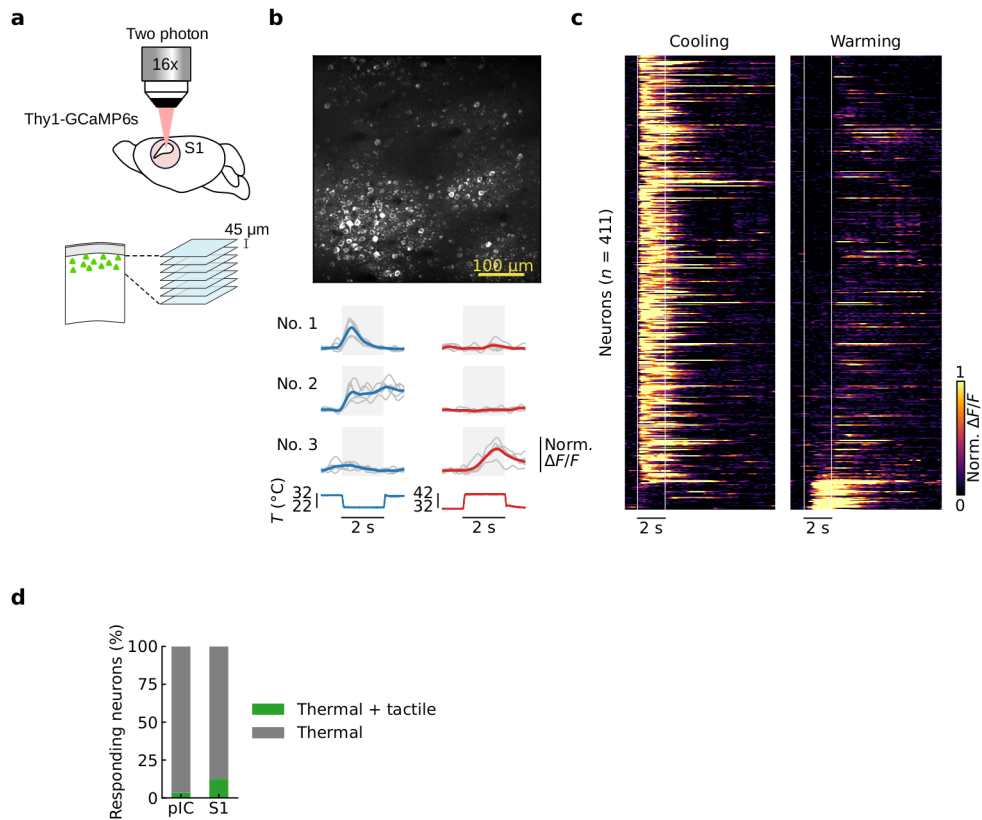 a
Two photon
16x
Thy1-GCaMP6s
S1
45 µm
b
100 µm
No. 1
No. 2
No. 3
Norm.
ΔF/F
T (°C)
32
22
42
32
2 s
2 s
c
Cooling
Warming
Neurons (n = 411)
2 s
2 s
1
0
Norm. ΔF/F
d
Responding neurons (%)
100
75
50
25
0
pIC
S1
Thermal + tactile
Thermal